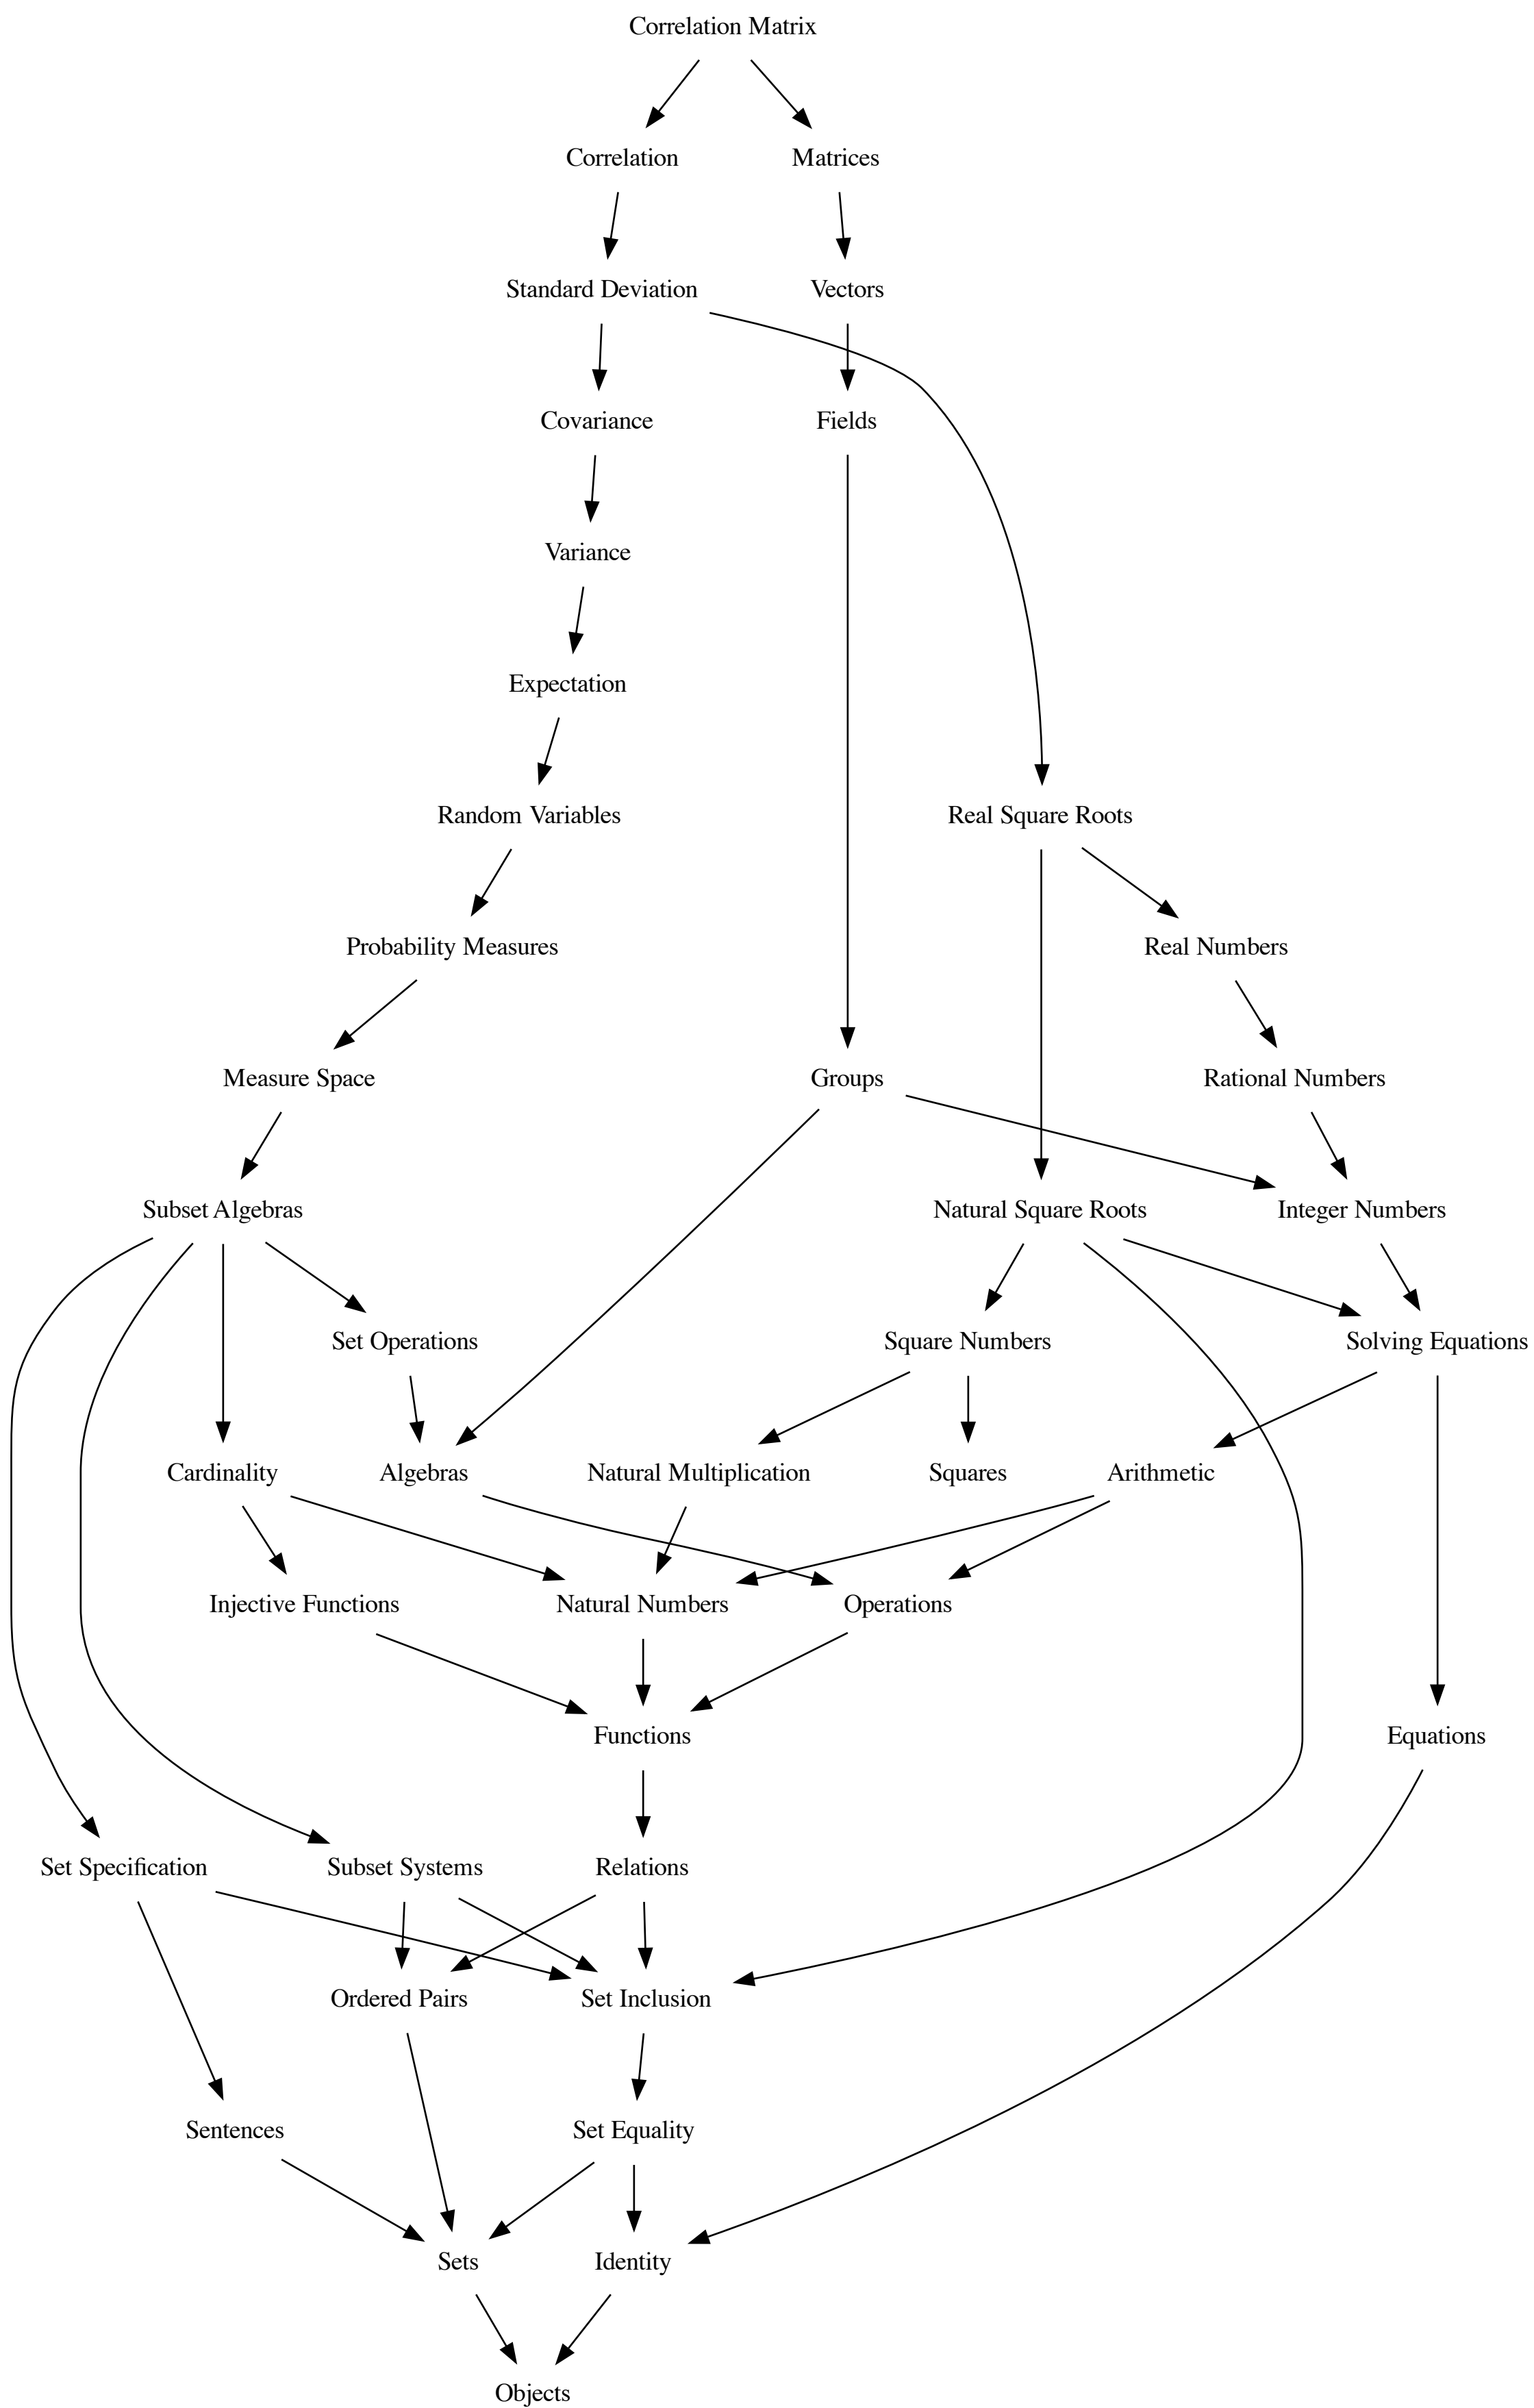 Correlation Matrix
Correlation
Matrices
Standard Deviation
Vectors
Covariance
Fields
Variance
Expectation
Random Variables
Real Square Roots
Probability Measures
Real Numbers
Measure Space
Groups
Rational Numbers
Subset Algebras
Natural Square Roots
Integer Numbers
Set Operations
Square Numbers
Solving Equations
Cardinality
Algebras
Natural Multiplication
Squares
Arithmetic
Injective Functions
Natural Numbers
Operations
Functions
Equations
Set Specification
Subset Systems
Relations
Ordered Pairs
Set Inclusion
Sentences
Set Equality
Sets
Identity
Objects